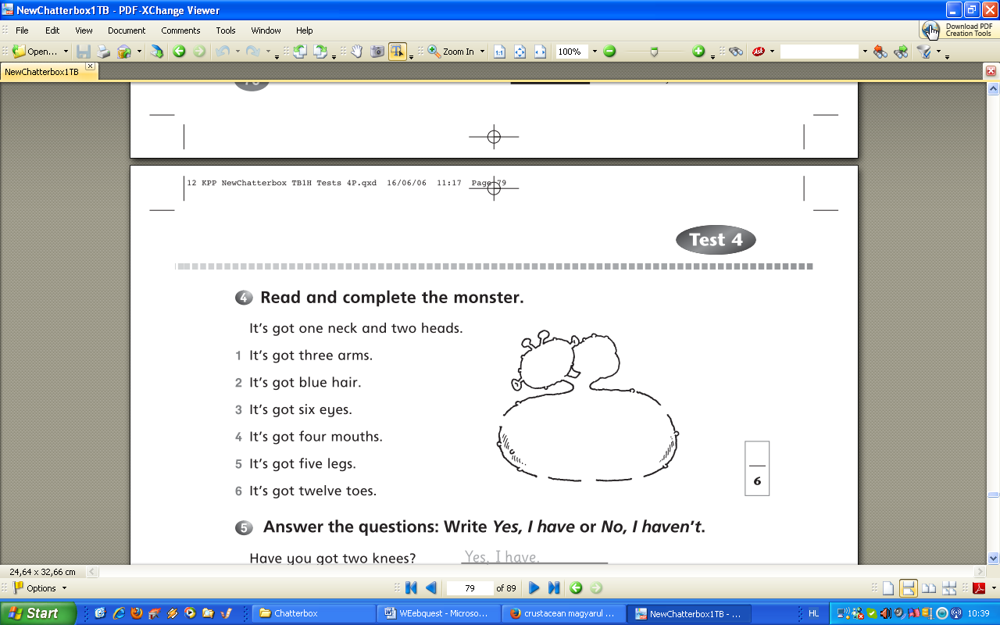 NewChatterbox1TB - PDF-XChange Viewer
File Edit View Document Comments Tools Window Help
Download PDF
Creation Tools
Open... Zoom In 1:1 100% Ask
NewChatterbox1TB
12 KPP NewChatterbox TB1H Tests 4P.qxd 16/06/06 11:17 Page 79
Test 4
4 Read and complete the monster.
It's got one neck and two heads.
1 It's got three arms.
2 It's got blue hair.
3 It's got six eyes.
4 It's got four mouths.
5 It's got five legs.
6 It's got twelve toes.
6
5 Answer the questions: Write Yes, I have or No, I haven't.
Have you got two knees? Yes, I have.
24,64 x 32,66 cm
Options 79 of 89
Start Chatterbox WEebquest - Microso... crustacean magyarul ... NewChatterbox1TB - ... HL 10:39